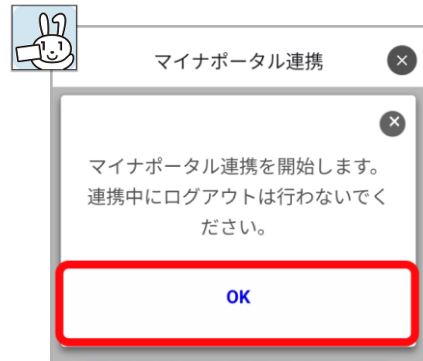 マイナポータル連携
マイナポータル連携を開始します。
連携中にログアウトは行わないでく
ださい。
OK